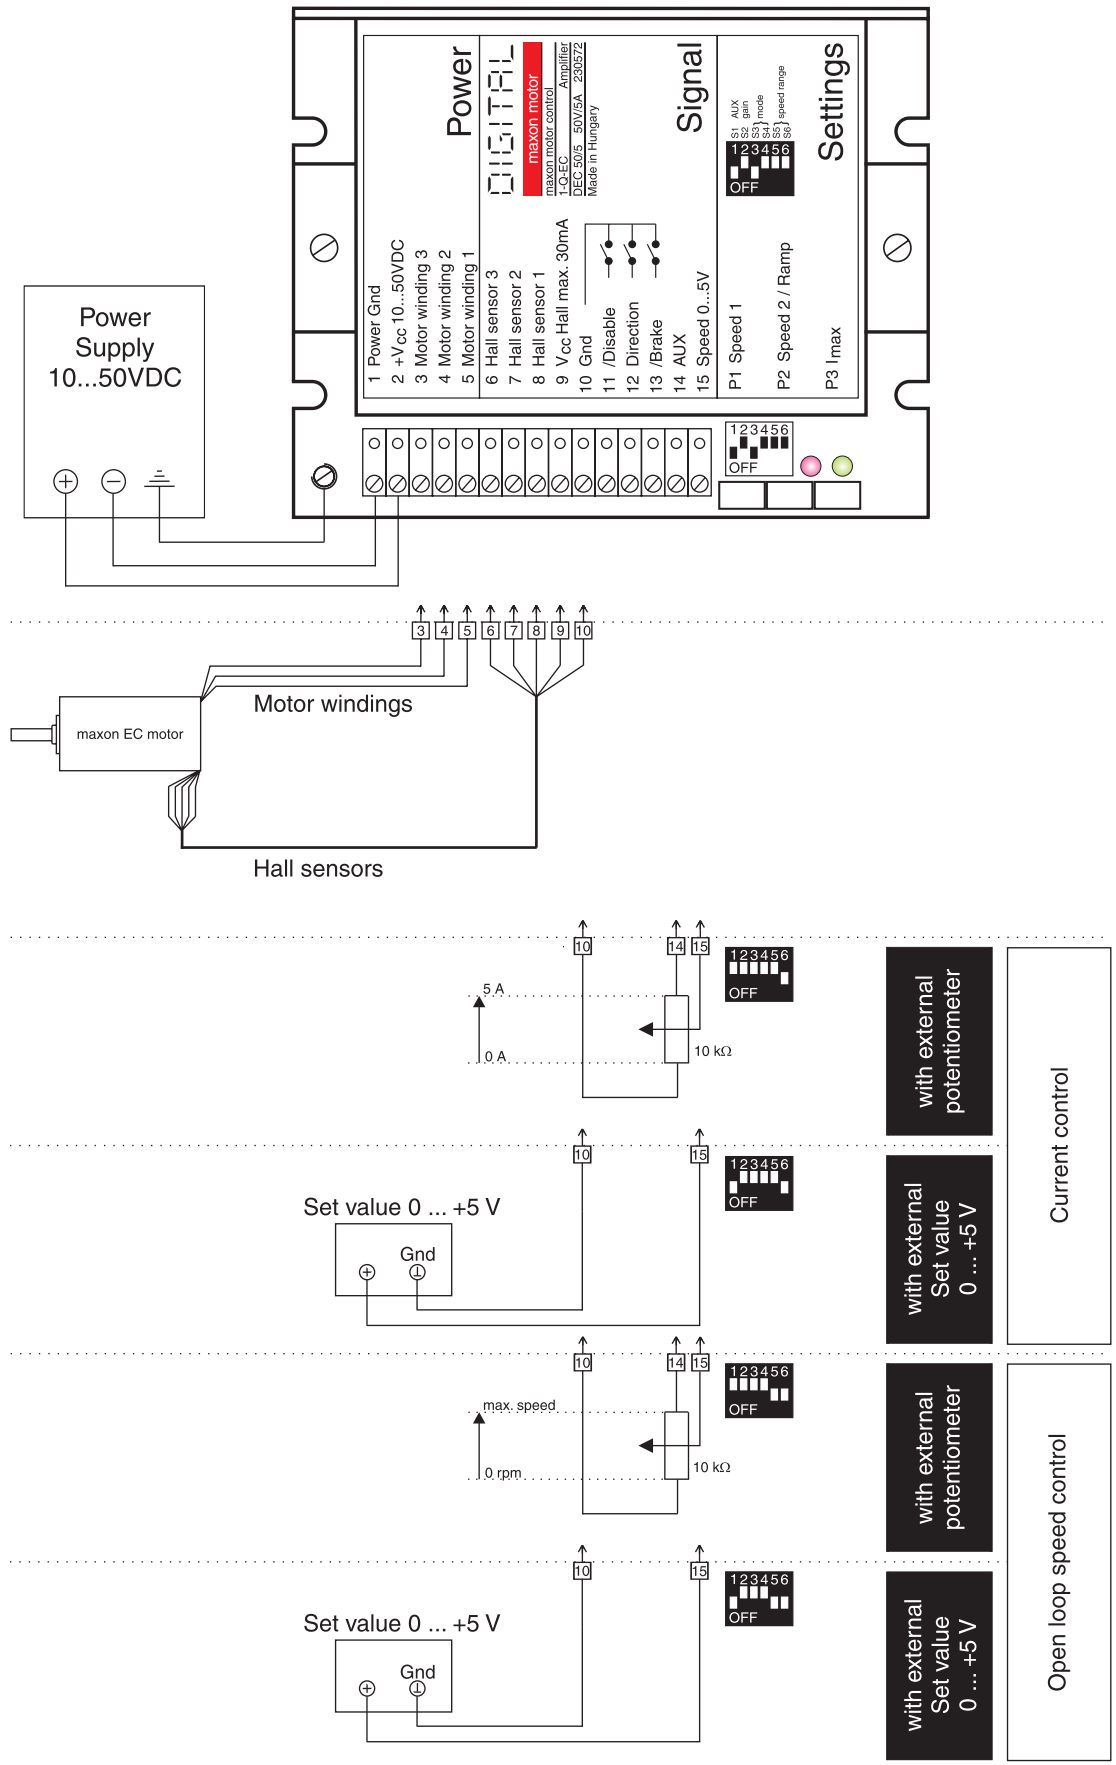 Power
1 Power Gnd
2 +VCC 10...50VDC
3 Motor winding 3
4 Motor winding 2
5 Motor winding 1
DIGITAL
maxon motor
maxon motor control
1-Q-EC Amplifier
DEC 50/5 50V/5A 230572
Made in Hungary
Signal
6 Hall sensor 3
7 Hall sensor 2
8 Hall sensor 1
9 VCC Hall max. 30mA
10 Gnd
11 /Disable
12 Direction
13 /Brake
14 AUX
15 Speed 0...5V
Settings
S1 AUX
S2 gain
S3} mode
S4}
S5} speed range
S6}
123456
OFF
P1 Speed 1
P2 Speed 2 / Ramp
P3 Imax
123456
OFF
Power
Supply
10...50VDC
+ −
3 4 5 6 7 8 9 10
Motor windings
maxon EC motor
Hall sensors
10 14 15
123456
OFF
5 A
0 A
10 kΩ
with external
potentiometer
Current control
10 15
123456
OFF
Set value 0 ... +5 V
Gnd
+
with external
Set value
0 ... +5 V
10 14 15
123456
OFF
max. speed
0 rpm
10 kΩ
with external
potentiometer
Open loop speed control
10 15
123456
OFF
Set value 0 ... +5 V
Gnd
+
with external
Set value
0 ... +5 V